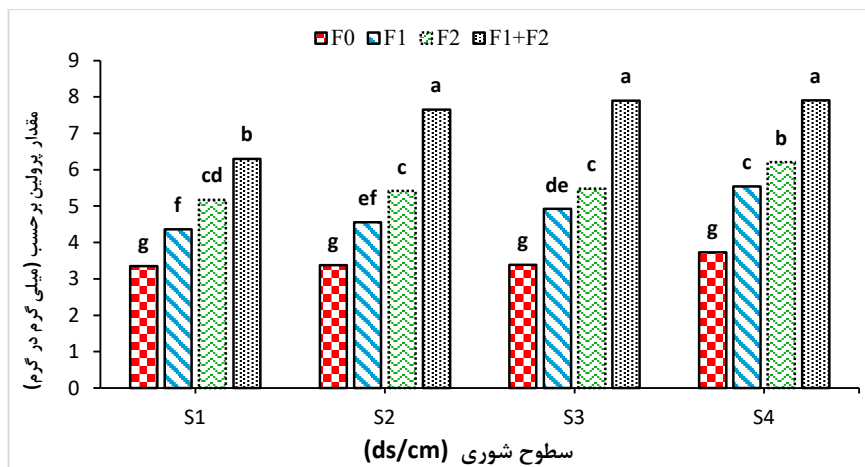 F0 F1 F2 F1+F2
مقدار پرولین برحسب (میلی گرم در گرم)
9
8
7
6
5
4
3
2
1
0
g f cd b
g ef c a
g de c a
g c b a
S1 S2 S3 S4
سطوح شوری (ds/cm)